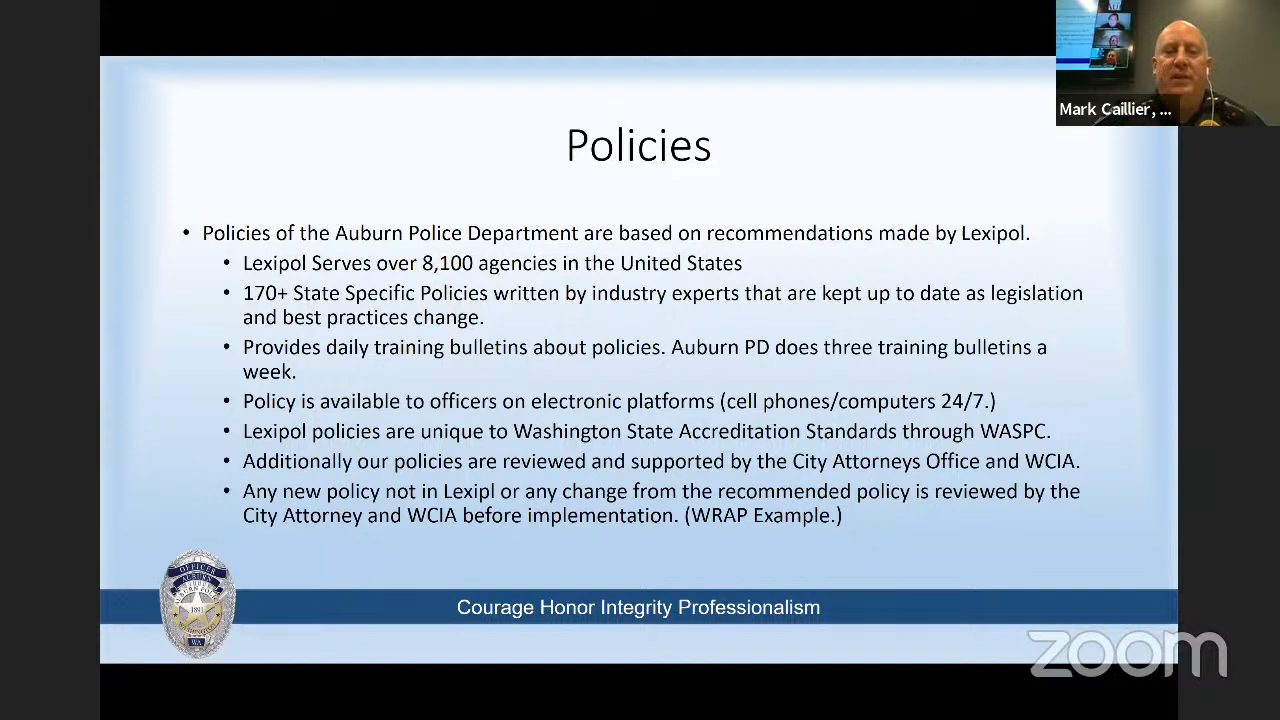 Mark Caillier, ...
Policies
• Policies of the Auburn Police Department are based on recommendations made by Lexipol.
• Lexipol Serves over 8,100 agencies in the United States
• 170+ State Specific Policies written by industry experts that are kept up to date as legislation
and best practices change.
• Provides daily training bulletins about policies. Auburn PD does three training bulletins a
week.
• Policy is available to officers on electronic platforms (cell phones/computers 24/7.)
• Lexipol policies are unique to Washington State Accreditation Standards through WASPC.
• Additionally our policies are reviewed and supported by the City Attorneys Office and WCIA.
• Any new policy not in Lexipl or any change from the recommended policy is reviewed by the
City Attorney and WCIA before implementation. (WRAP Example.)
OFFICER
AUBURN
1891
WA
Courage Honor Integrity Professionalism
zoom